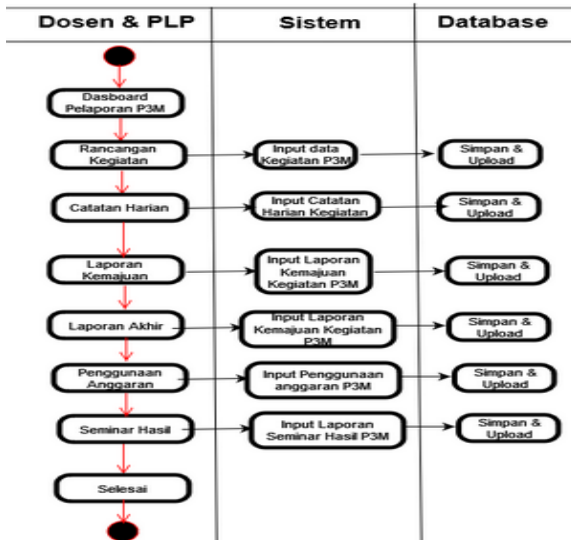 Dosen & PLP Sistem Database
Dasboard
Pelaporan P3M
Rancangan
Kegiatan
Input data
Kegiatan P3M
Simpan &
Upload
Catatan Harian
Input Catatan
Harian Kegiatan
Simpan &
Upload
Laporan
Kemajuan
Input Laporan
Kemajuan
Kegiatan P3M
Simpan &
Upload
Laporan Akhir
Input Laporan
Kemajuan Kegiatan
P3M
Simpan &
Upload
Penggunaan
Anggaran
Input Penggunaan
anggaran P3M
Simpan &
Upload
Seminar Hasil
Input Laporan
Seminar Hasil P3M
Simpan &
Upload
Selesai